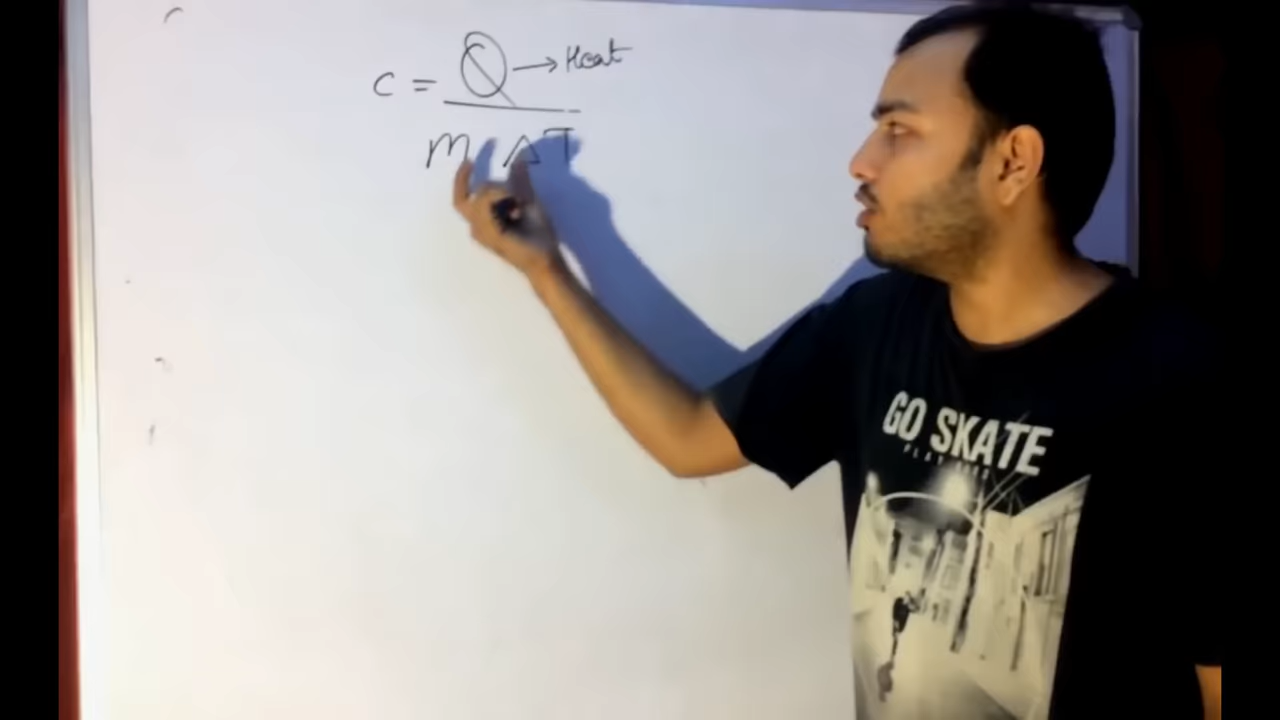 c = Q → Heat
m ΔT
GO SKATE